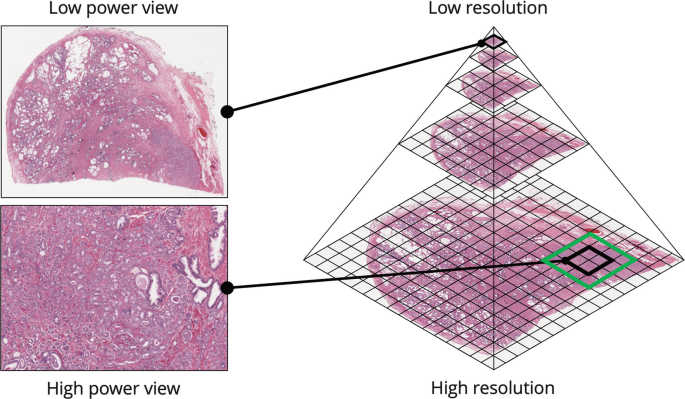 Low power view
Low resolution
High power view
High resolution